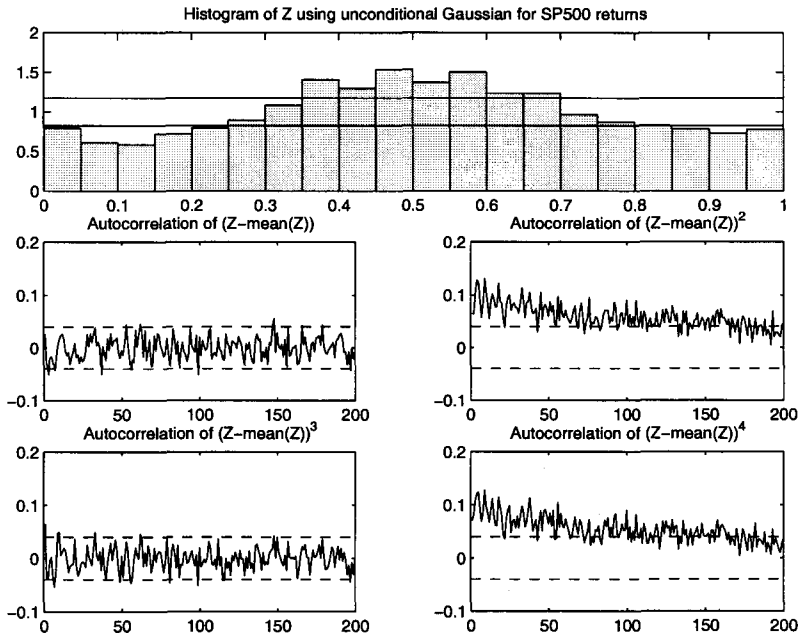 Histogram of Z using unconditional Gaussian for SP500 returns
2
1.5
1
0.5
0
0 0.1 0.2 0.3 0.4 0.5 0.6 0.7 0.8 0.9 1
Autocorrelation of (Z−mean(Z))
0.2
0.1
0
−0.1
0 50 100 150 200
Autocorrelation of (Z−mean(Z))²
0.2
0.1
0
−0.1
0 50 100 150 200
Autocorrelation of (Z−mean(Z))³
0.2
0.1
0
−0.1
0 50 100 150 200
Autocorrelation of (Z−mean(Z))⁴
0.2
0.1
0
−0.1
0 50 100 150 200